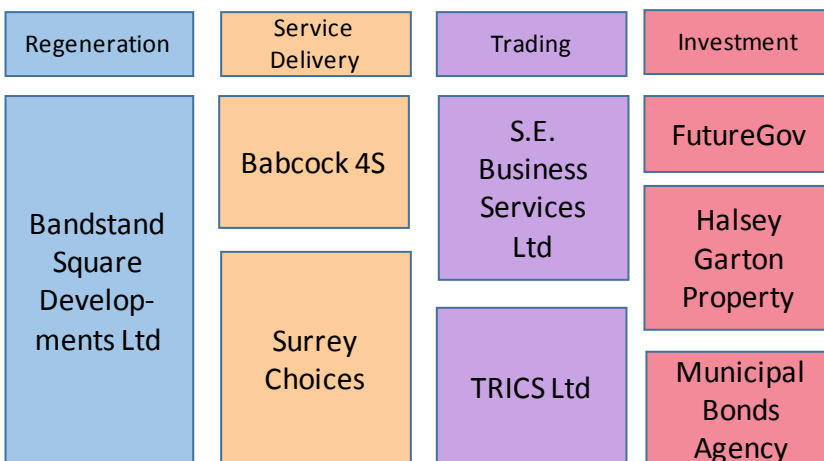 Regeneration
Service
Delivery
Trading
Investment
Bandstand
Square
Develop-
ments Ltd
Babcock 4S
Surrey
Choices
S.E.
Business
Services
Ltd
TRICS Ltd
FutureGov
Halsey
Garton
Property
Municipal
Bonds
Agency